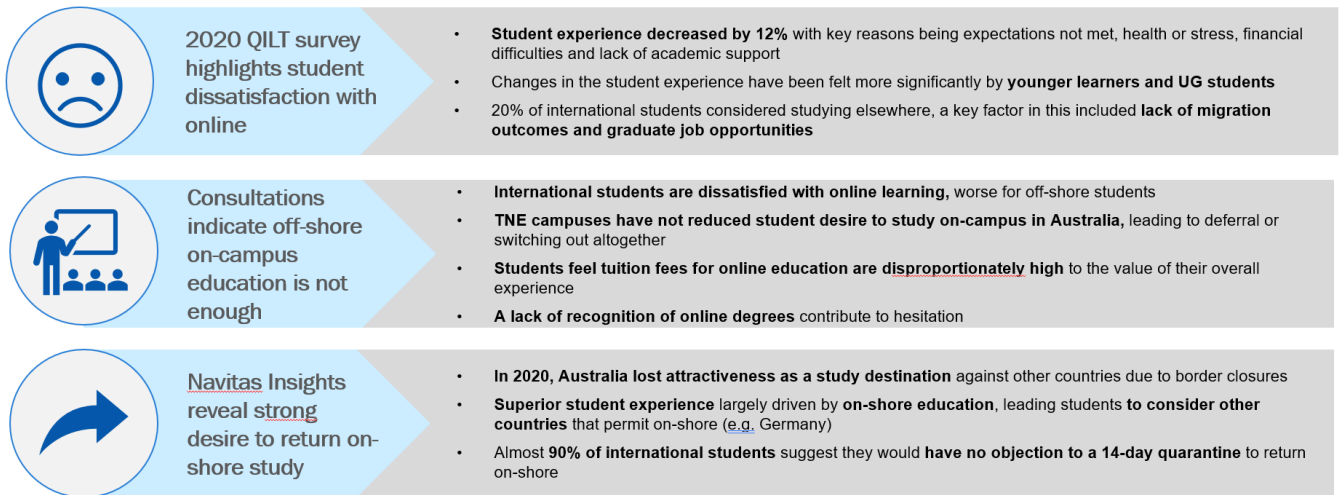 2020 QILT survey
highlights student
dissatisfaction with
online
• Student experience decreased by 12% with key reasons being expectations not met, health or stress, financial
difficulties and lack of academic support
• Changes in the student experience have been felt more significantly by younger learners and UG students
• 20% of international students considered studying elsewhere, a key factor in this included lack of migration
outcomes and graduate job opportunities
Consultations
indicate off-shore
on-campus
education is not
enough
• International students are dissatisfied with online learning, worse for off-shore students
• TNE campuses have not reduced student desire to study on-campus in Australia, leading to deferral or
switching out altogether
• Students feel tuition fees for online education are disproportionately high to the value of their overall
experience
• A lack of recognition of online degrees contribute to hesitation
Navitas Insights
reveal strong
desire to return on-
shore study
• In 2020, Australia lost attractiveness as a study destination against other countries due to border closures
• Superior student experience largely driven by on-shore education, leading students to consider other
countries that permit on-shore (e.g. Germany)
• Almost 90% of international students suggest they would have no objection to a 14-day quarantine to return
on-shore